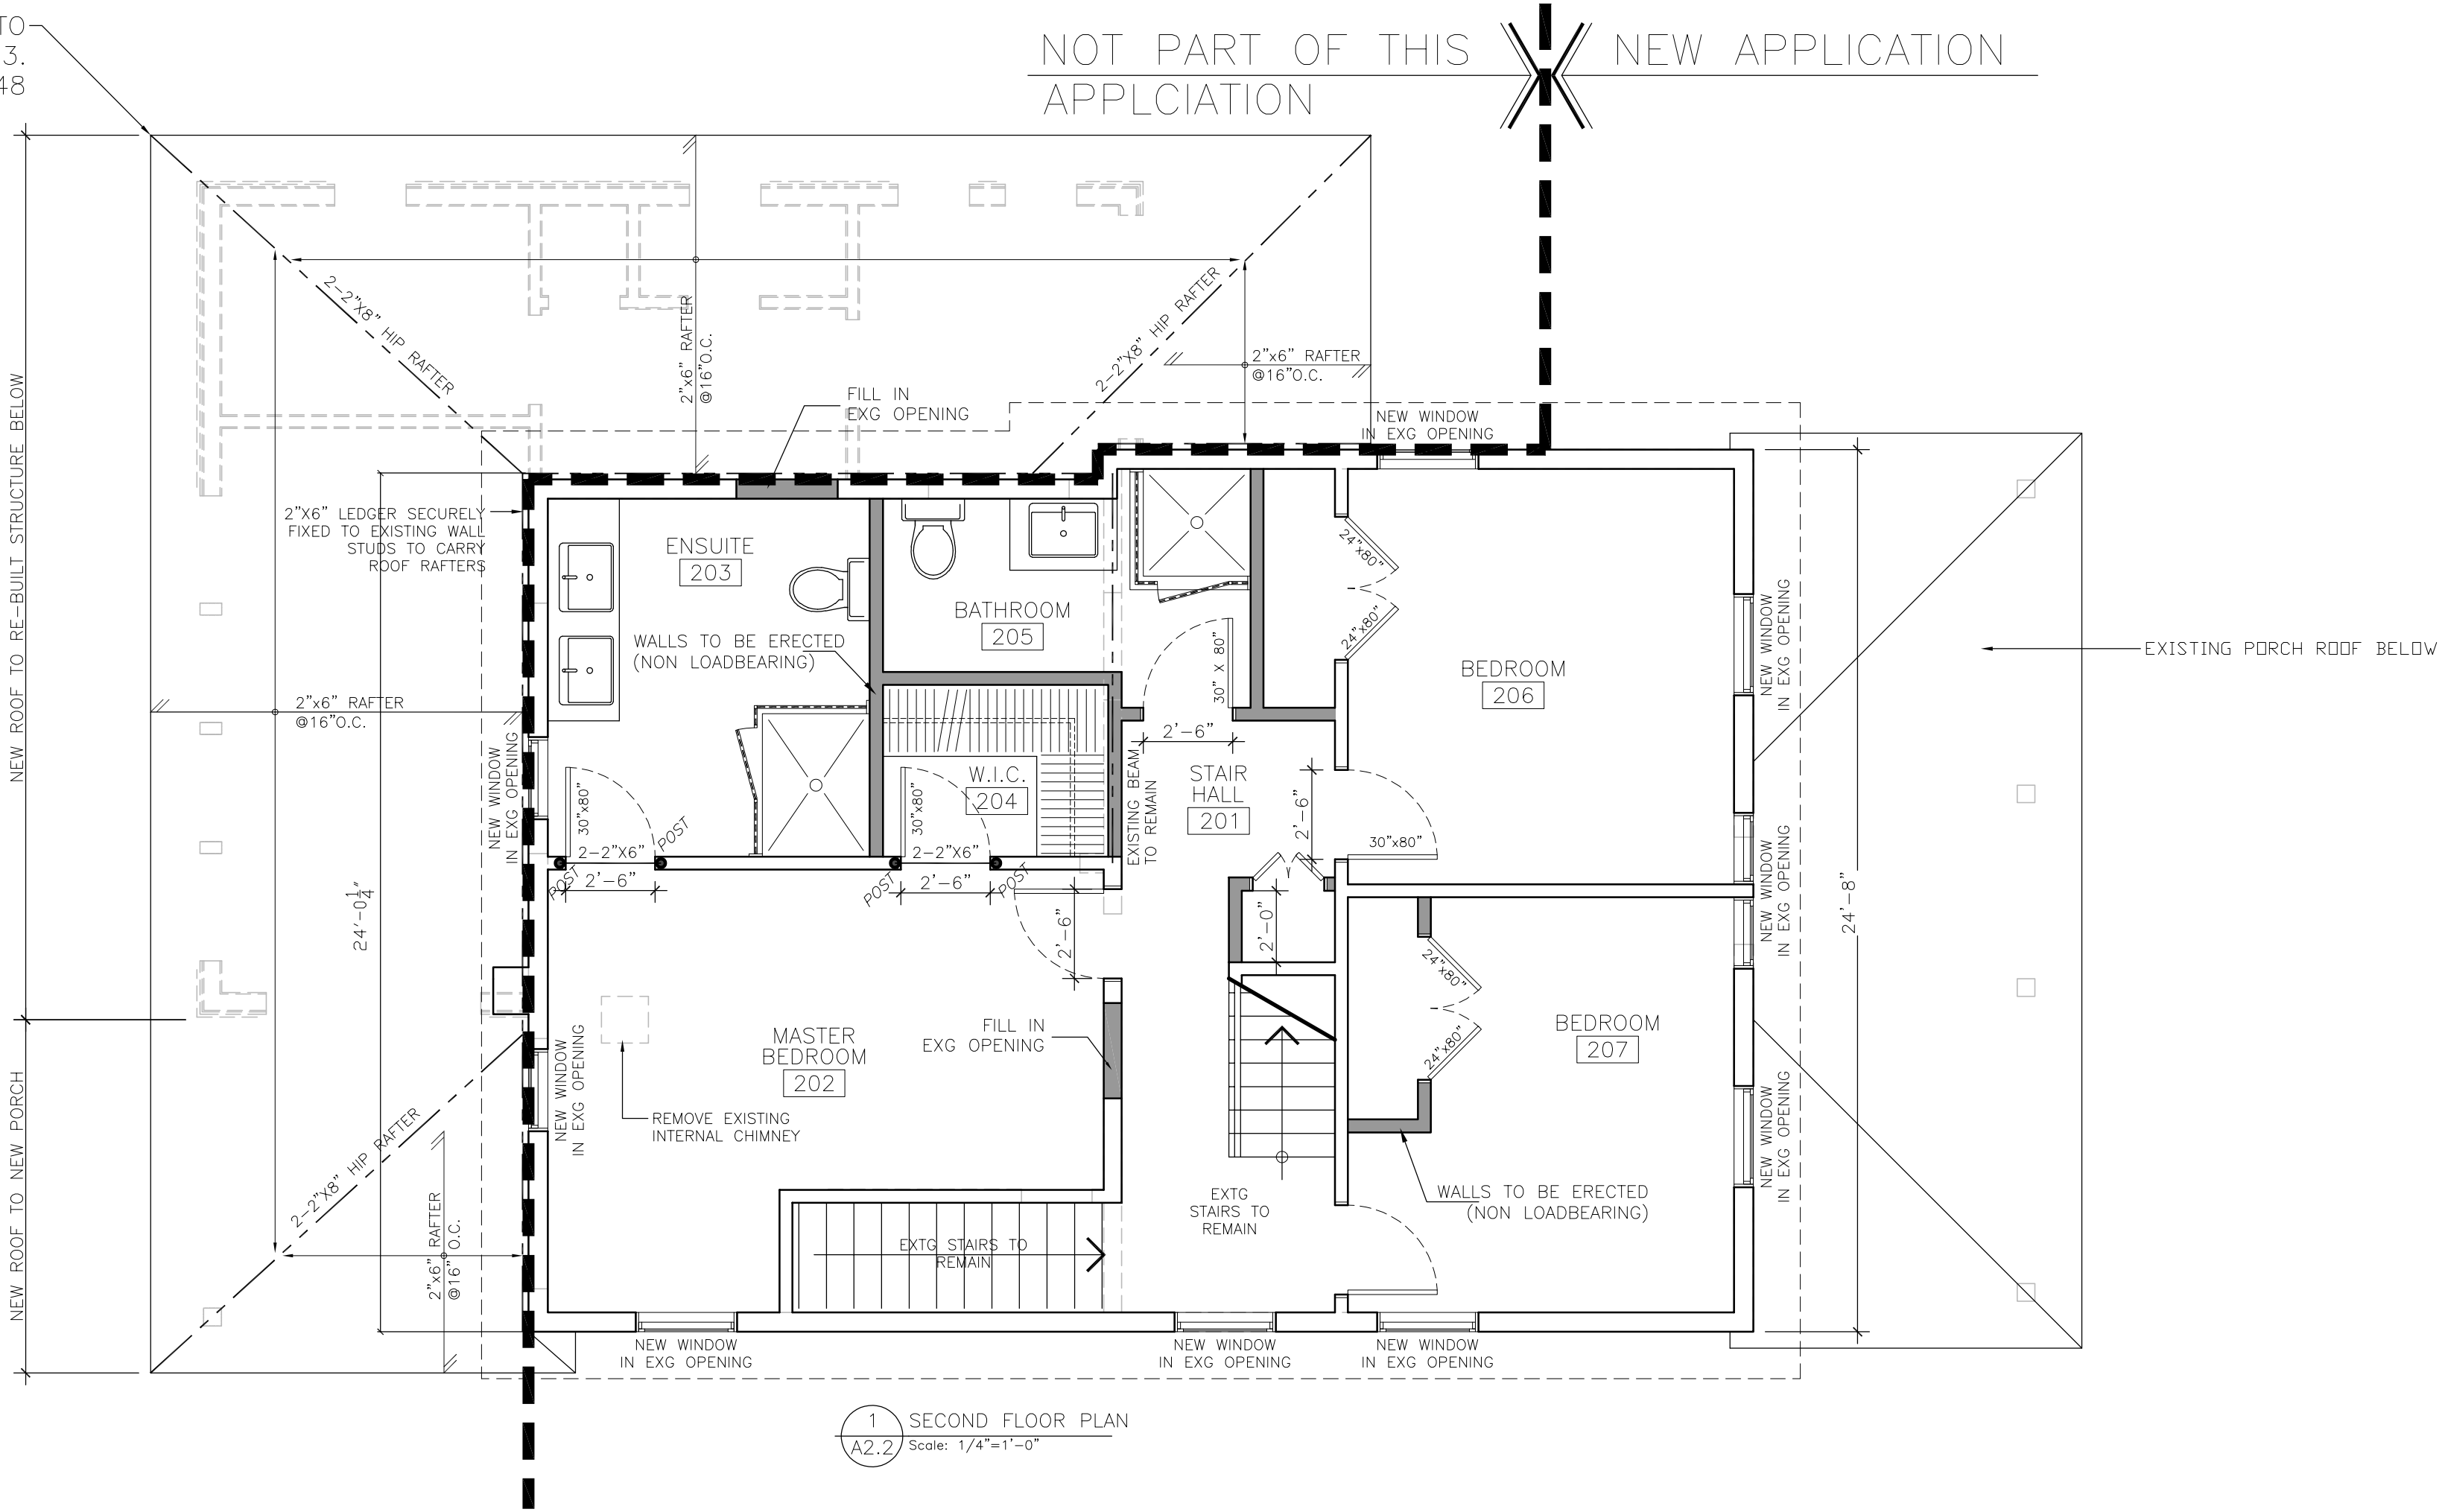 TO
3.
48
NOT PART OF THIS
APPLCIATION
NEW APPLICATION
NEW ROOF TO RE-BUILT STRUCTURE BELOW
NEW ROOF TO NEW PORCH
2-2"X8" HIP RAFTER
2"x6" RAFTER
@16"O.C.
2-2"X8" HIP RAFTER
2"x6" RAFTER
@16"O.C.
FILL IN
EXG OPENING
NEW WINDOW
IN EXG OPENING
2"X6" LEDGER SECURELY
FIXED TO EXISTING WALL
STUDS TO CARRY
ROOF RAFTERS
ENSUITE
203
BATHROOM
205
WALLS TO BE ERECTED
(NON LOADBEARING)
24"x80"
24"x80"
30" X 80"
BEDROOM
206
NEW WINDOW
IN EXG OPENING
EXISTING PORCH ROOF BELOW
2"x6" RAFTER
@16"O.C.
NEW WINDOW
IN EXG OPENING
30"x80"
POST
2-2"X6"
POST
2'-6"
W.I.C.
204
30"x80"
2-2"X6"
POST
2'-6"
POST
EXISTING BEAM
TO REMAIN
2'-6"
STAIR
HALL
201
2'-6"
30"x80"
NEW WINDOW
IN EXG OPENING
24'-0 1/4"
2'-6"
2'-0"
24'-8"
NEW WINDOW
IN EXG OPENING
24"x80"
24"x80"
BEDROOM
207
MASTER
BEDROOM
202
FILL IN
EXG OPENING
NEW WINDOW
IN EXG OPENING
REMOVE EXISTING
INTERNAL CHIMNEY
NEW WINDOW
IN EXG OPENING
2-2"X8" HIP RAFTER
2"x6" RAFTER
@16" O.C.
EXTG
STAIRS TO
REMAIN
WALLS TO BE ERECTED
(NON LOADBEARING)
EXTG STAIRS TO
REMAIN
NEW WINDOW
IN EXG OPENING
NEW WINDOW
IN EXG OPENING
NEW WINDOW
IN EXG OPENING
1
A2.2
SECOND FLOOR PLAN
Scale: 1/4"=1'-0"